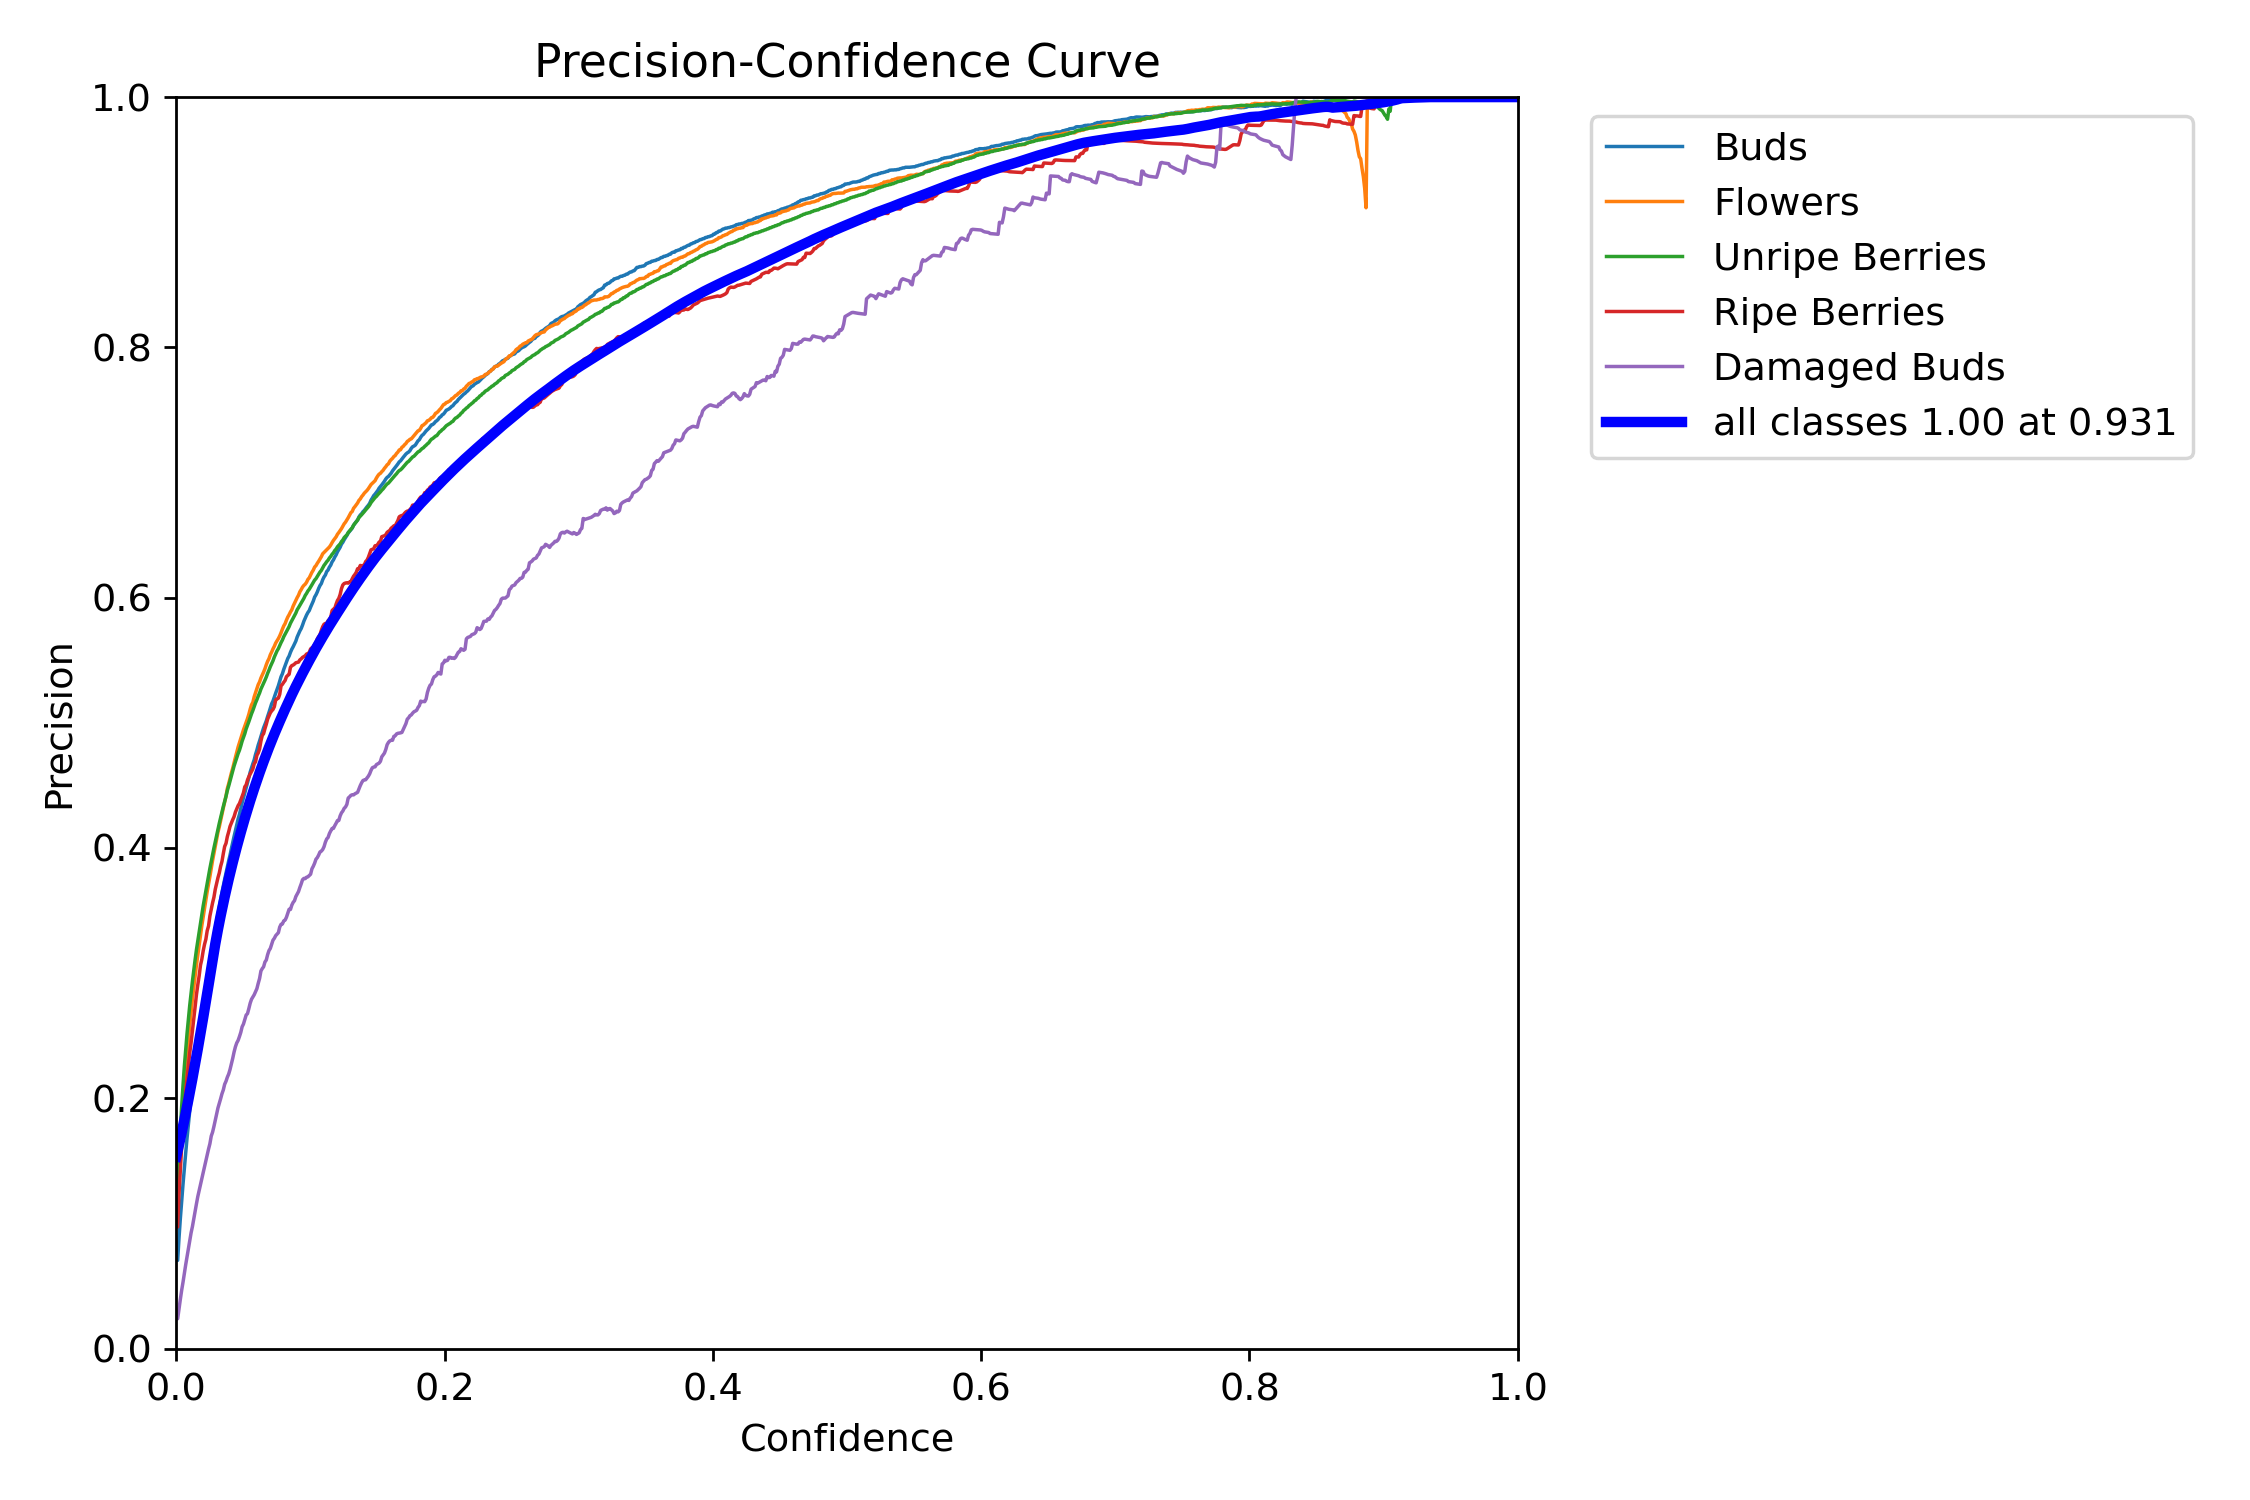 Precision-Confidence Curve
1.0
0.8
0.6
0.4
0.2
0.0
Precision
0.0 0.2 0.4 0.6 0.8 1.0
Confidence
Buds
Flowers
Unripe Berries
Ripe Berries
Damaged Buds
all classes 1.00 at 0.931